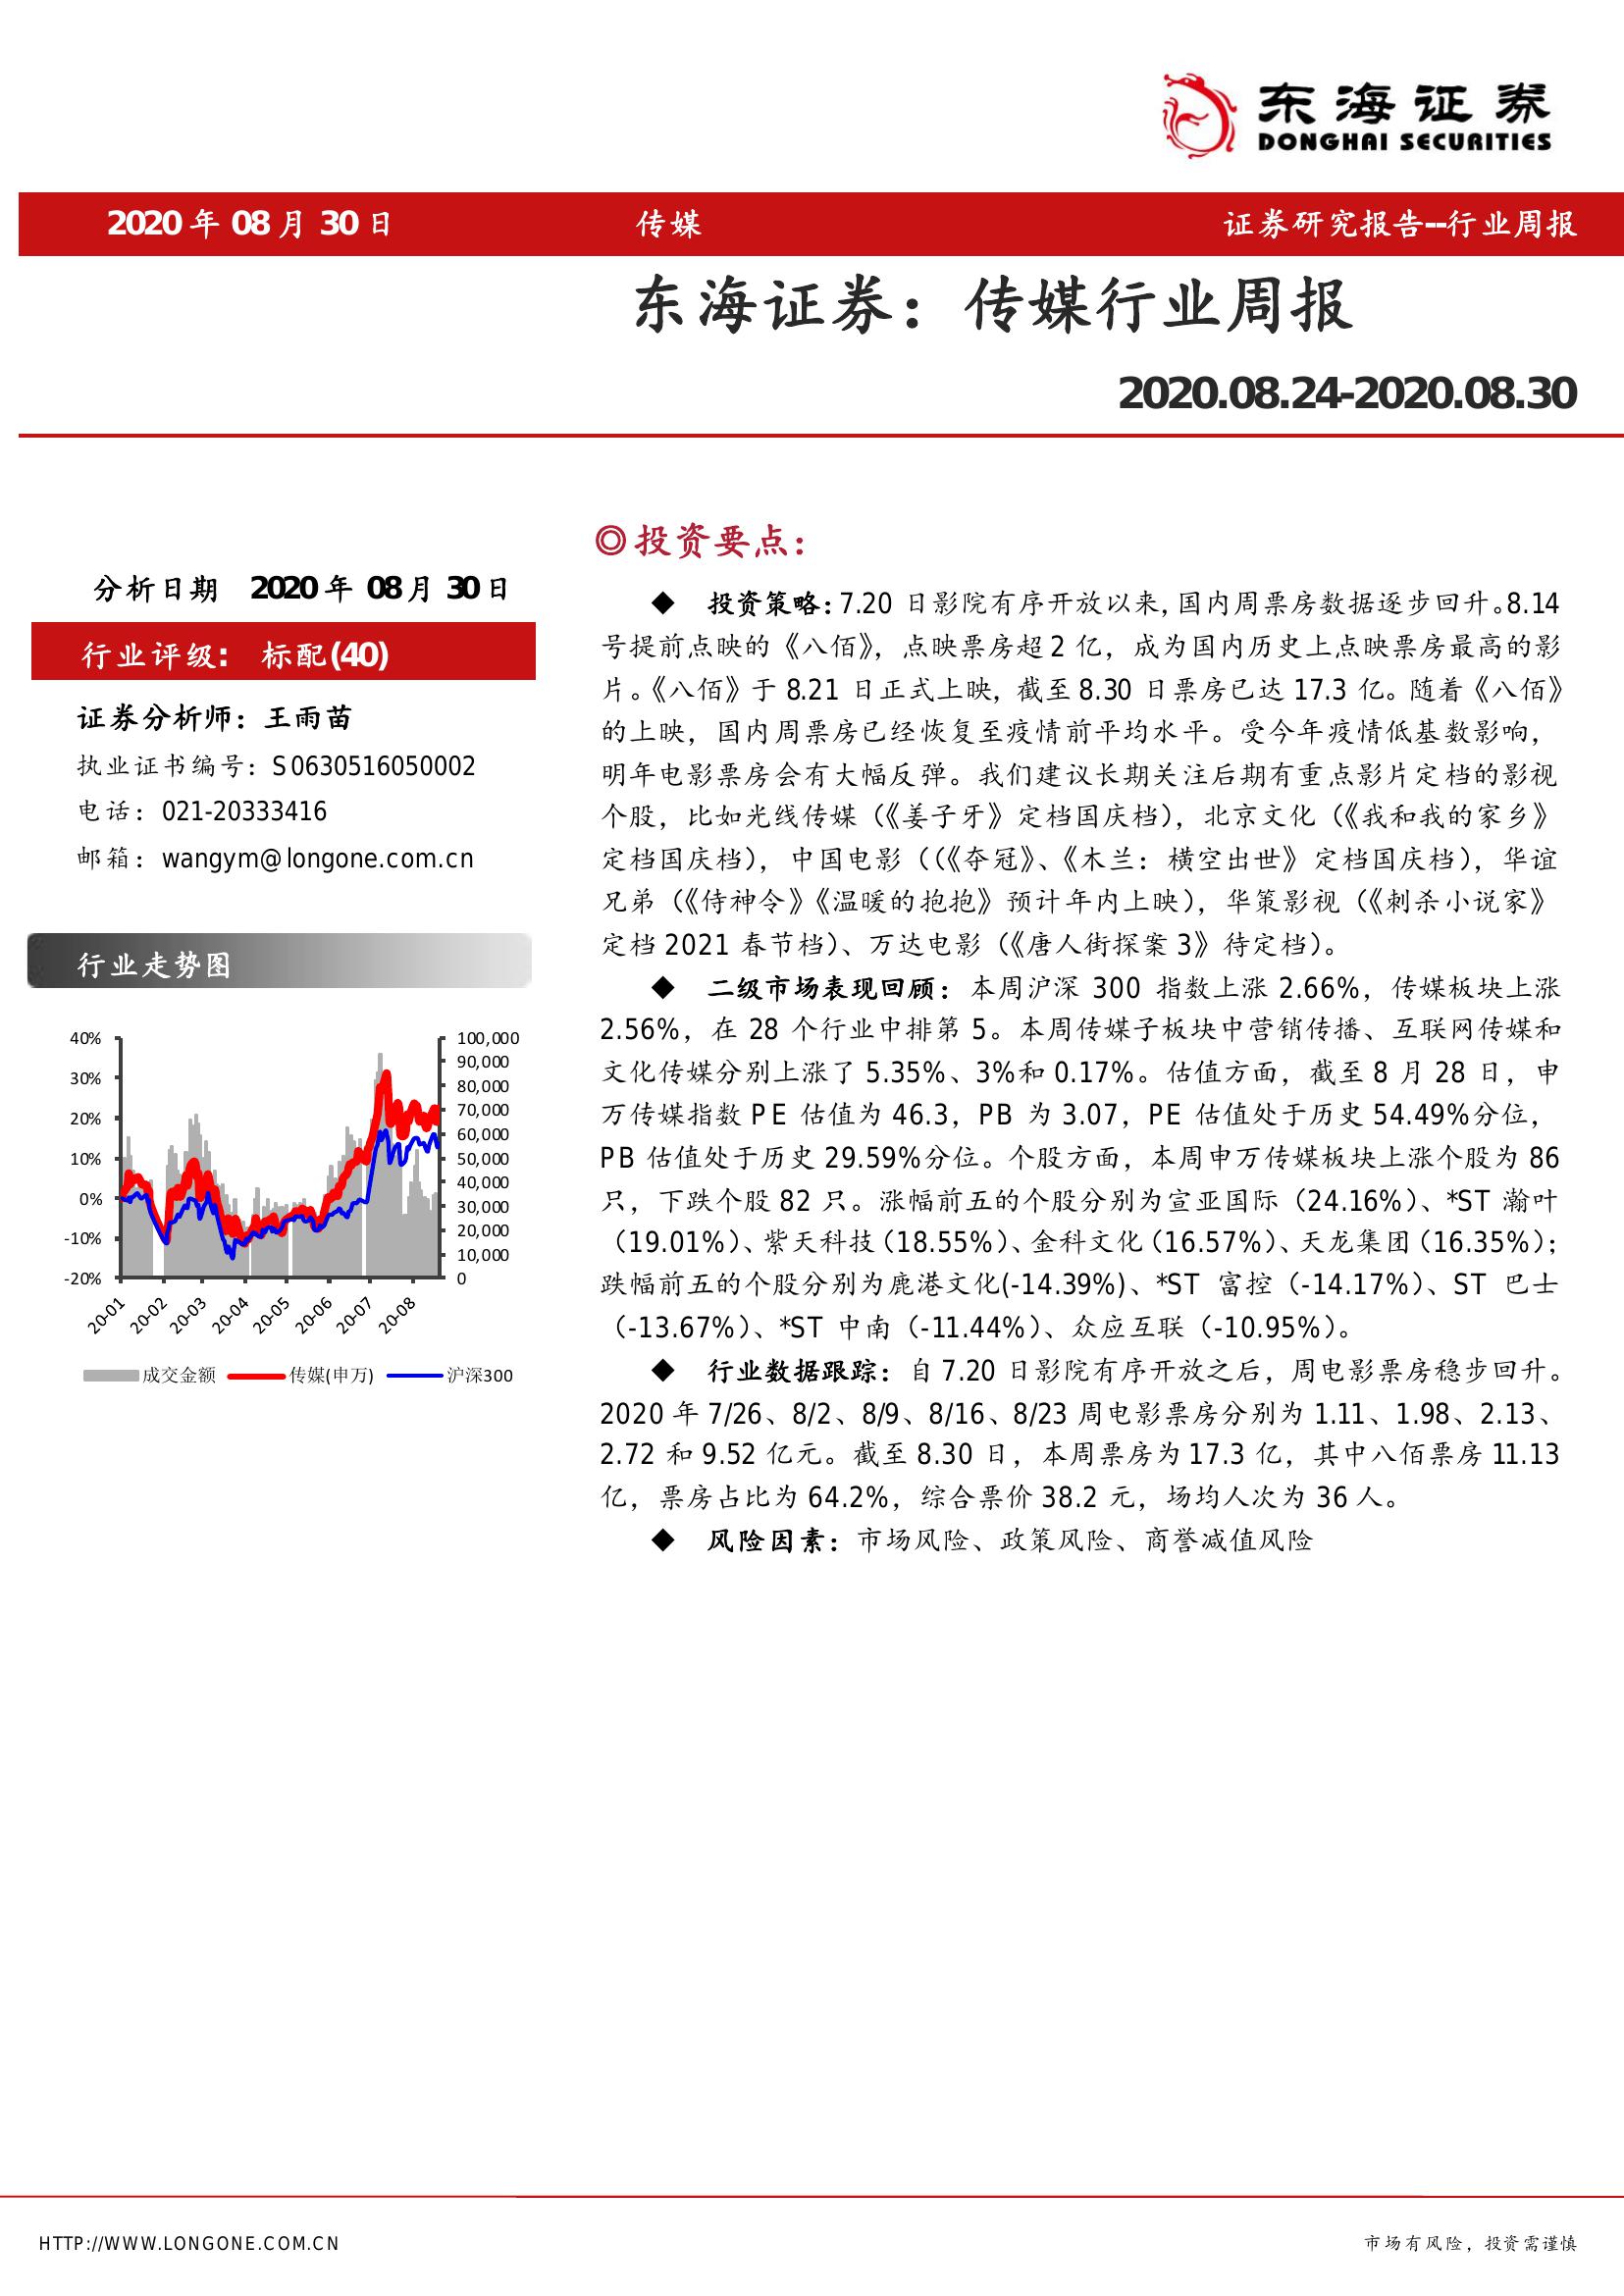 东海证券
DONGHAI SECURITIES
2020 年 08 月 30 日 传媒 证券研究报告--行业周报
东海证券：传媒行业周报
2020.08.24-2020.08.30
分析日期 2020 年 08 月 30 日
行业评级： 标配(40)
证券分析师：王雨苗
执业证书编号：S0630516050002
电话：021-20333416
邮箱：wangym@longone.com.cn
行业走势图
40%
30%
20%
10%
0%
-10%
-20%
100,000
90,000
80,000
70,000
60,000
50,000
40,000
30,000
20,000
10,000
0
20-01 20-02 20-03 20-04 20-05 20-06 20-07 20-08
成交金额 传媒(申万) 沪深300
◎投资要点：
◆ 投资策略：7.20 日影院有序开放以来，国内周票房数据逐步回升。8.14
号提前点映的《八佰》，点映票房超 2 亿，成为国内历史上点映票房最高的影
片。《八佰》于 8.21 日正式上映，截至 8.30 日票房已达 17.3 亿。随着《八佰》
的上映，国内周票房已经恢复至疫情前平均水平。受今年疫情低基数影响，
明年电影票房会有大幅反弹。我们建议长期关注后期有重点影片定档的影视
个股，比如光线传媒（《姜子牙》定档国庆档），北京文化（《我和我的家乡》
定档国庆档），中国电影（（《夺冠》、《木兰：横空出世》定档国庆档），华谊
兄弟（《侍神令》《温暖的抱抱》预计年内上映），华策影视（《刺杀小说家》
定档 2021 春节档）、万达电影（《唐人街探案 3》待定档）。
◆ 二级市场表现回顾：本周沪深 300 指数上涨 2.66%，传媒板块上涨
2.56%，在 28 个行业中排第 5。本周传媒子板块中营销传播、互联网传媒和
文化传媒分别上涨了 5.35%、3%和 0.17%。估值方面，截至 8 月 28 日，申
万传媒指数 PE 估值为 46.3，PB 为 3.07，PE 估值处于历史 54.49%分位，
PB 估值处于历史 29.59%分位。个股方面，本周申万传媒板块上涨个股为 86
只，下跌个股 82 只。涨幅前五的个股分别为宣亚国际（24.16%）、*ST 瀚叶
（19.01%）、紫天科技（18.55%）、金科文化（16.57%）、天龙集团（16.35%）；
跌幅前五的个股分别为鹿港文化(-14.39%)、*ST 富控（-14.17%）、ST 巴士
（-13.67%）、*ST 中南（-11.44%）、众应互联（-10.95%）。
◆ 行业数据跟踪：自 7.20 日影院有序开放之后，周电影票房稳步回升。
2020 年 7/26、8/2、8/9、8/16、8/23 周电影票房分别为 1.11、1.98、2.13、
2.72 和 9.52 亿元。截至 8.30 日，本周票房为 17.3 亿，其中八佰票房 11.13
亿，票房占比为 64.2%，综合票价 38.2 元，场均人次为 36 人。
◆ 风险因素：市场风险、政策风险、商誉减值风险
HTTP://WWW.LONGONE.COM.CN 市场有风险，投资需谨慎